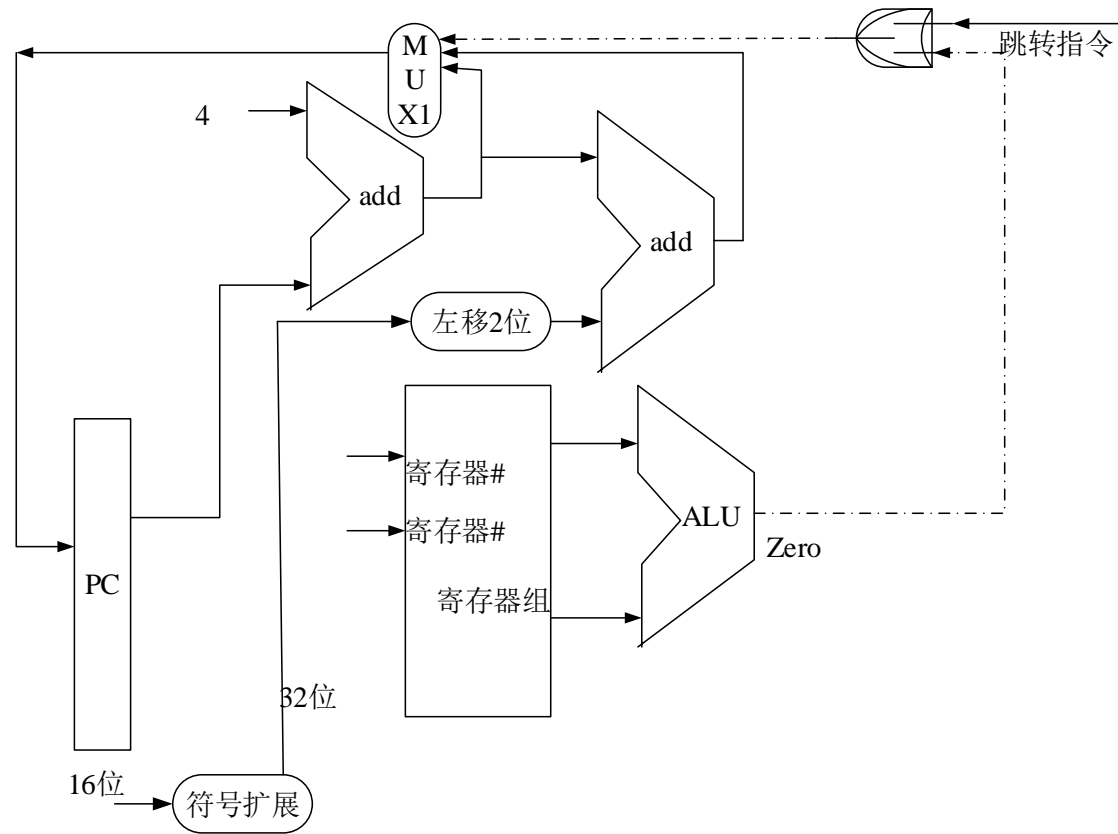 M
U
X1
跳转指令
4
add
add
左移2位
寄存器#
寄存器#
ALU
Zero
PC
寄存器组
32位
16位
符号扩展